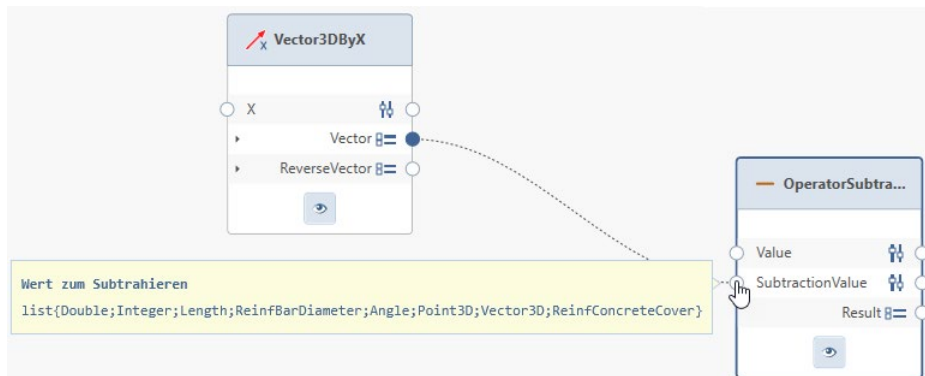 Vector3DByX
X
Vector
ReverseVector
OperatorSubtra...
Value
Wert zum Subtrahieren
SubtractionValue
list{Double;Integer;Length;ReinfBarDiameter;Angle;Point3D;Vector3D;ReinfConcreteCover}
Result